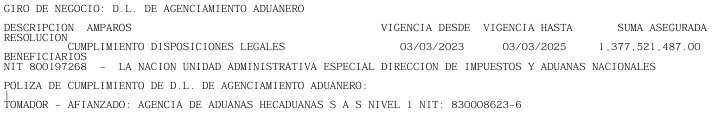 GIRO DE NEGOCIO: D.L. DE AGENCIAMIENTO ADUANERO
DESCRIPCION AMPAROS VIGENCIA DESDE VIGENCIA HASTA SUMA ASEGURADA
RESOLUCION
CUMPLIMIENTO DISPOSICIONES LEGALES 03/03/2023 03/03/2025 1,377,521,487.00
BENEFICIARIOS
NIT 800197268 - LA NACION UNIDAD ADMINISTRATIVA ESPECIAL DIRECCION DE IMPUESTOS Y ADUANAS NACIONALES
POLIZA DE CUMPLIMIENTO DE D.L. DE AGENCIAMIENTO ADUANERO:
TOMADOR - AFIANZADO: AGENCIA DE ADUANAS HECADUANAS S A S NIVEL 1 NIT: 830008623-6